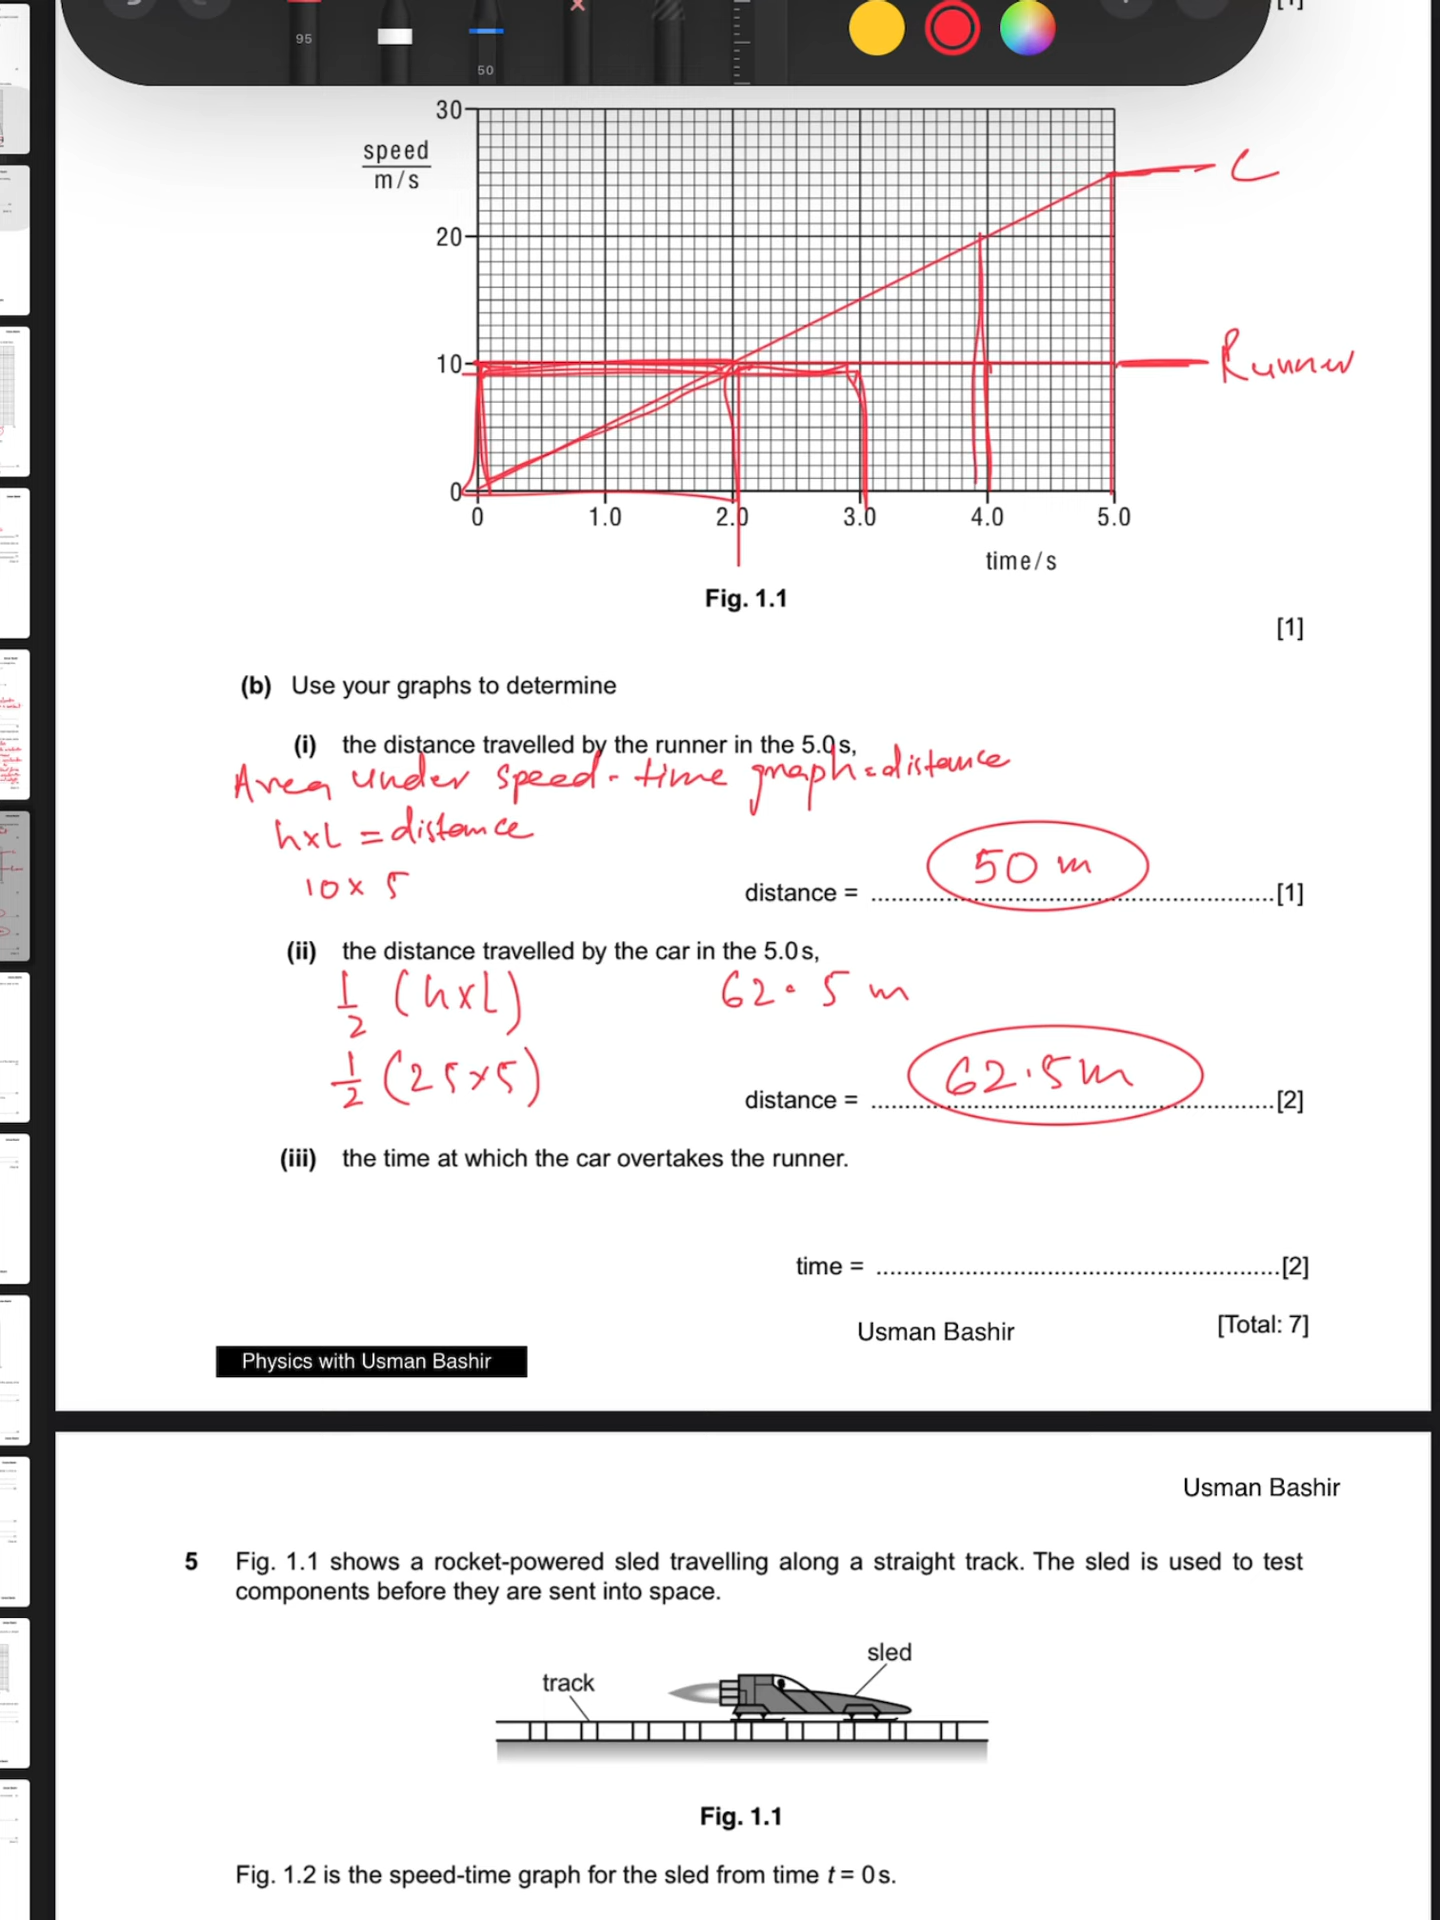 95
50
[1]
30
speed
m/s
C
20
10
Runner
0
0 1.0 2.0 3.0 4.0 5.0
time/s
Fig. 1.1
[1]
(b) Use your graphs to determine
(i) the distance travelled by the runner in the 5.0s,
Area under speed-time graph=distance
h×L = distance
10× 5
50 m
distance = ............................................................[1]
(ii) the distance travelled by the car in the 5.0s,
1/2 (h×L) 62.5 m
1/2 (25×5)
62.5m
distance = ............................................................[2]
(iii) the time at which the car overtakes the runner.
time = ............................................................[2]
Usman Bashir [Total: 7]
Physics with Usman Bashir
Usman Bashir
5 Fig. 1.1 shows a rocket-powered sled travelling along a straight track. The sled is used to test
components before they are sent into space.
sled
track
Fig. 1.1
Fig. 1.2 is the speed-time graph for the sled from time t = 0s.